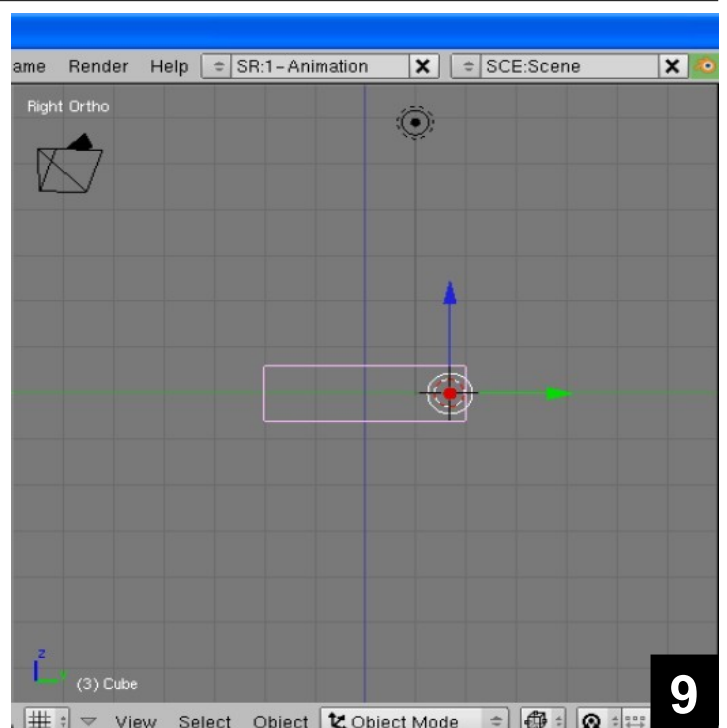 ame Render Help SR:1-Animation X SCE:Scene X
Right Ortho
z
y
(3) Cube
View Select Object Object Mode
9